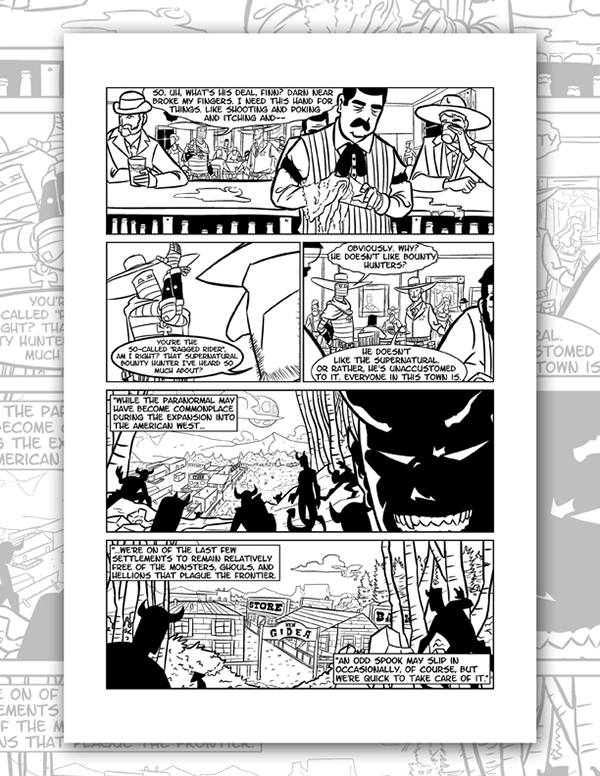 SO, UH, WHAT'S HIS DEAL, FINN? DARN NEAR
BROKE MY FINGERS. I NEED THIS HAND FOR
THINGS. LIKE SHOOTING AND POKING
AND ITCHING AND--
YOU'RE THE
SO-CALLED "RAGGED RIDER",
AM I RIGHT? THAT SUPERNATURAL
BOUNTY HUNTER I'VE HEARD SO
MUCH ABOUT?
OBVIOUSLY. WHY?
HE DOESN'T LIKE BOUNTY
HUNTERS?
HE DOESN'T
LIKE THE SUPERNATURAL.
OR RATHER, HE'S UNACCUSTOMED
TO IT. EVERYONE IN THIS TOWN IS.
"WHILE THE PARANORMAL MAY
HAVE BECOME COMMONPLACE
DURING THE EXPANSION INTO
THE AMERICAN WEST...
"...WE'RE ON OF THE LAST FEW
SETTLEMENTS TO REMAIN RELATIVELY
FREE OF THE MONSTERS, GHOULS, AND
HELLIONS THAT PLAGUE THE FRONTIER.
STORE
NEW
GIDEA
BA
"AN ODD SPOOK MAY SLIP IN
OCCASIONALLY, OF COURSE, BUT
WE'RE QUICK TO TAKE CARE OF IT."